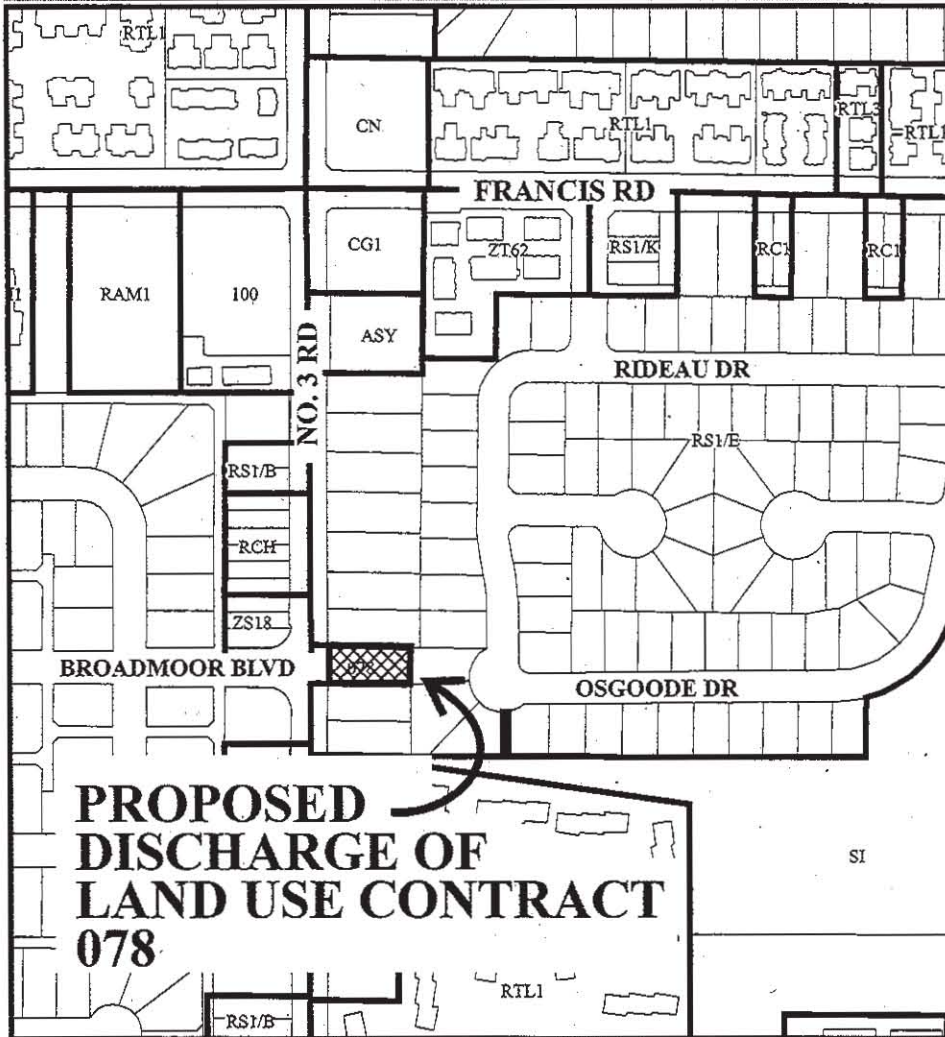 RTL1
CN
RTL1
RTL3
FRANCIS RD
RAM1
100
CG1
ZT62
RS1/K
RC1
RC1
NO. 3 RD
ASY
RIDEAU DR
RS1/E
RS1/B
RCH
ZS18
BROADMOOR BLVD
OSGOODE DR
PROPOSED
DISCHARGE OF
LAND USE CONTRACT
078
SI
RTL1
RS1/B